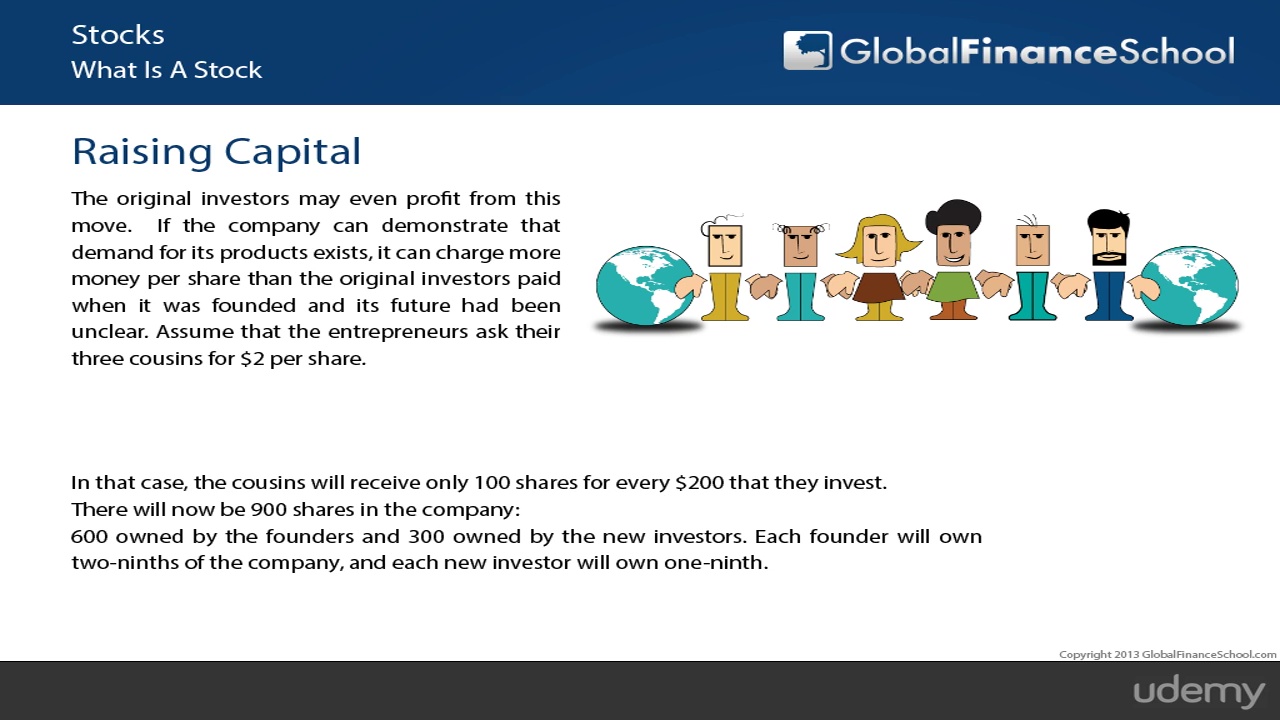 Stocks
What Is A Stock
GlobalFinanceSchool
Raising Capital
The original investors may even profit from this
move. If the company can demonstrate that
demand for its products exists, it can charge more
money per share than the original investors paid
when it was founded and its future had been
unclear. Assume that the entrepreneurs ask their
three cousins for $2 per share.
In that case, the cousins will receive only 100 shares for every $200 that they invest.
There will now be 900 shares in the company:
600 owned by the founders and 300 owned by the new investors. Each founder will own
two-ninths of the company, and each new investor will own one-ninth.
Copyright 2013 GlobalFinanceSchool.com
udemy